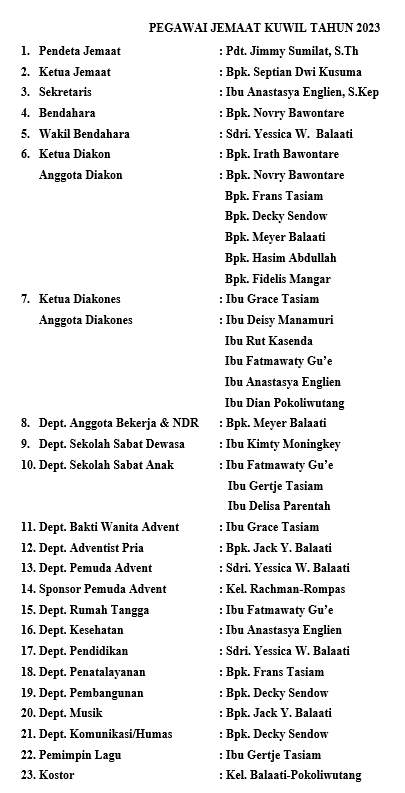 PEGAWAI JEMAAT KUWIL TAHUN 2023
1. Pendeta Jemaat : Pdt. Jimmy Sumilat, S.Th
2. Ketua Jemaat : Bpk. Septian Dwi Kusuma
3. Sekretaris : Ibu Anastasya Englien, S.Kep
4. Bendahara : Bpk. Novry Bawontare
5. Wakil Bendahara : Sdri. Yessica W. Balaati
6. Ketua Diakon : Bpk. Irath Bawontare
Anggota Diakon : Bpk. Novry Bawontare
Bpk. Frans Tasiam
Bpk. Decky Sendow
Bpk. Meyer Balaati
Bpk. Hasim Abdullah
Bpk. Fidelis Mangar
7. Ketua Diakones : Ibu Grace Tasiam
Anggota Diakones : Ibu Deisy Manamuri
Ibu Rut Kasenda
Ibu Fatmawaty Gu’e
Ibu Anastasya Englien
Ibu Dian Pokoliwutang
8. Dept. Anggota Bekerja & NDR : Bpk. Meyer Balaati
9. Dept. Sekolah Sabat Dewasa : Ibu Kimty Moningkey
10. Dept. Sekolah Sabat Anak : Ibu Fatmawaty Gu’e
Ibu Gertje Tasiam
Ibu Delisa Parentah
11. Dept. Bakti Wanita Advent : Ibu Grace Tasiam
12. Dept. Adventist Pria : Bpk. Jack Y. Balaati
13. Dept. Pemuda Advent : Sdri. Yessica W. Balaati
14. Sponsor Pemuda Advent : Kel. Rachman-Rompas
15. Dept. Rumah Tangga : Ibu Fatmawaty Gu’e
16. Dept. Kesehatan : Ibu Anastasya Englien
17. Dept. Pendidikan : Sdri. Yessica W. Balaati
18. Dept. Penatalayanan : Bpk. Frans Tasiam
19. Dept. Pembangunan : Bpk. Decky Sendow
20. Dept. Musik : Bpk. Jack Y. Balaati
21. Dept. Komunikasi/Humas : Bpk. Decky Sendow
22. Pemimpin Lagu : Ibu Gertje Tasiam
23. Kostor : Kel. Balaati-Pokoliwutang